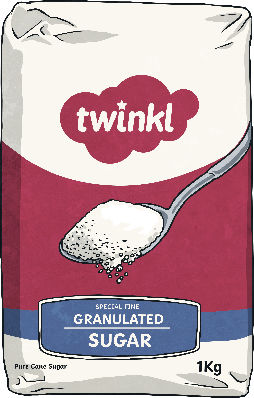 twinkl
SPECIAL FINE
GRANULATED
SUGAR
Pure Cane Sugar
1Kg